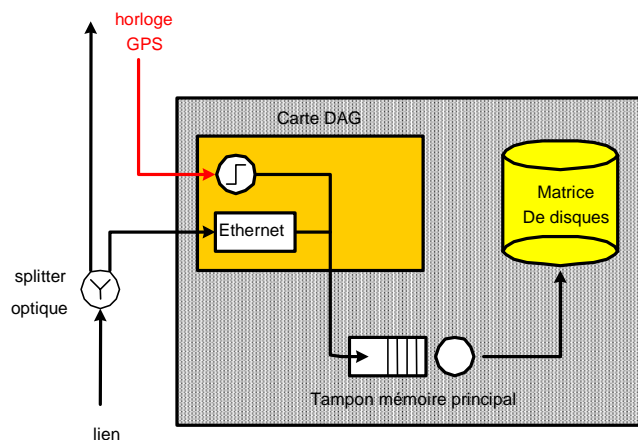 horloge
GPS
Carte DAG
Matrice
De disques
Ethernet
splitter
optique
Tampon mémoire principal
lien